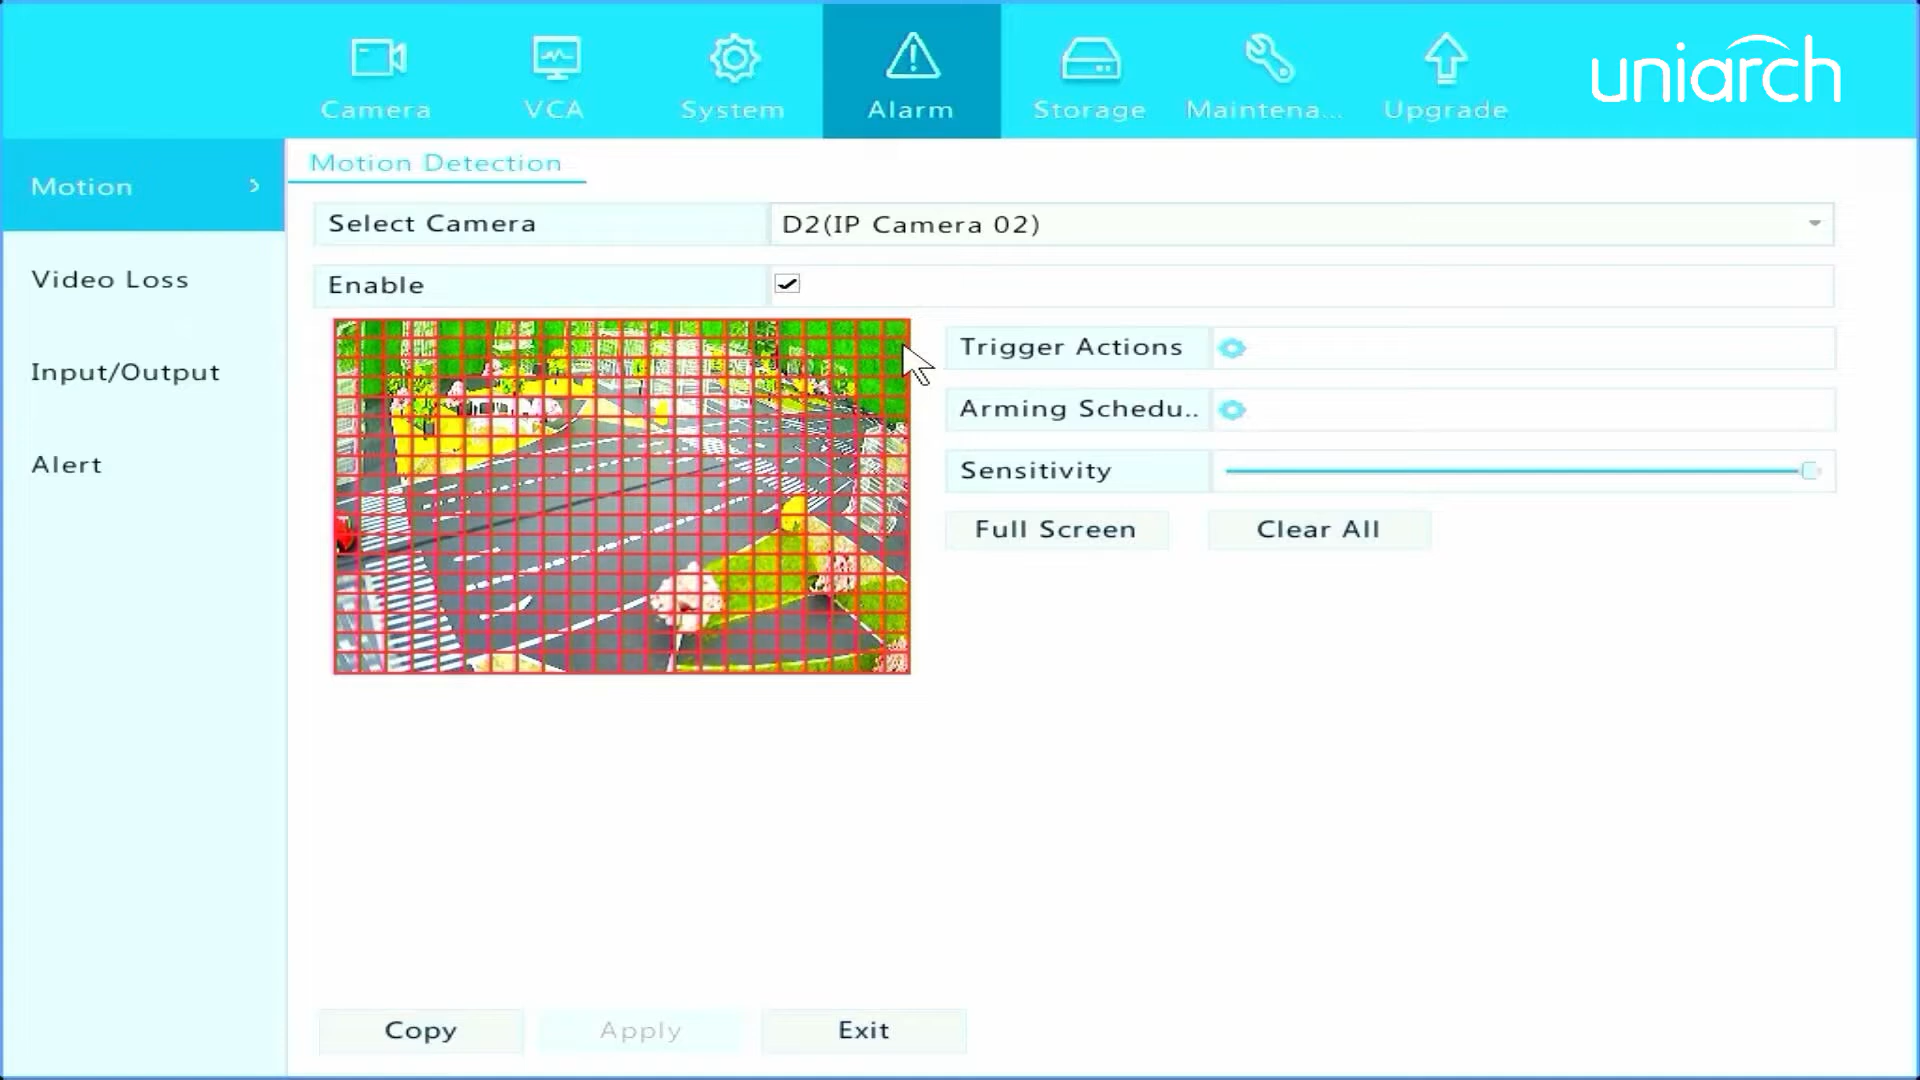 uniarch
Camera
VCA
System
Alarm
Storage
Maintena...
Upgrade
Motion
Video Loss
Input/Output
Alert
Motion Detection
Select Camera
D2(IP Camera 02)
Enable
Trigger Actions
Arming Schedu..
Sensitivity
Full Screen
Clear All
Copy
Apply
Exit